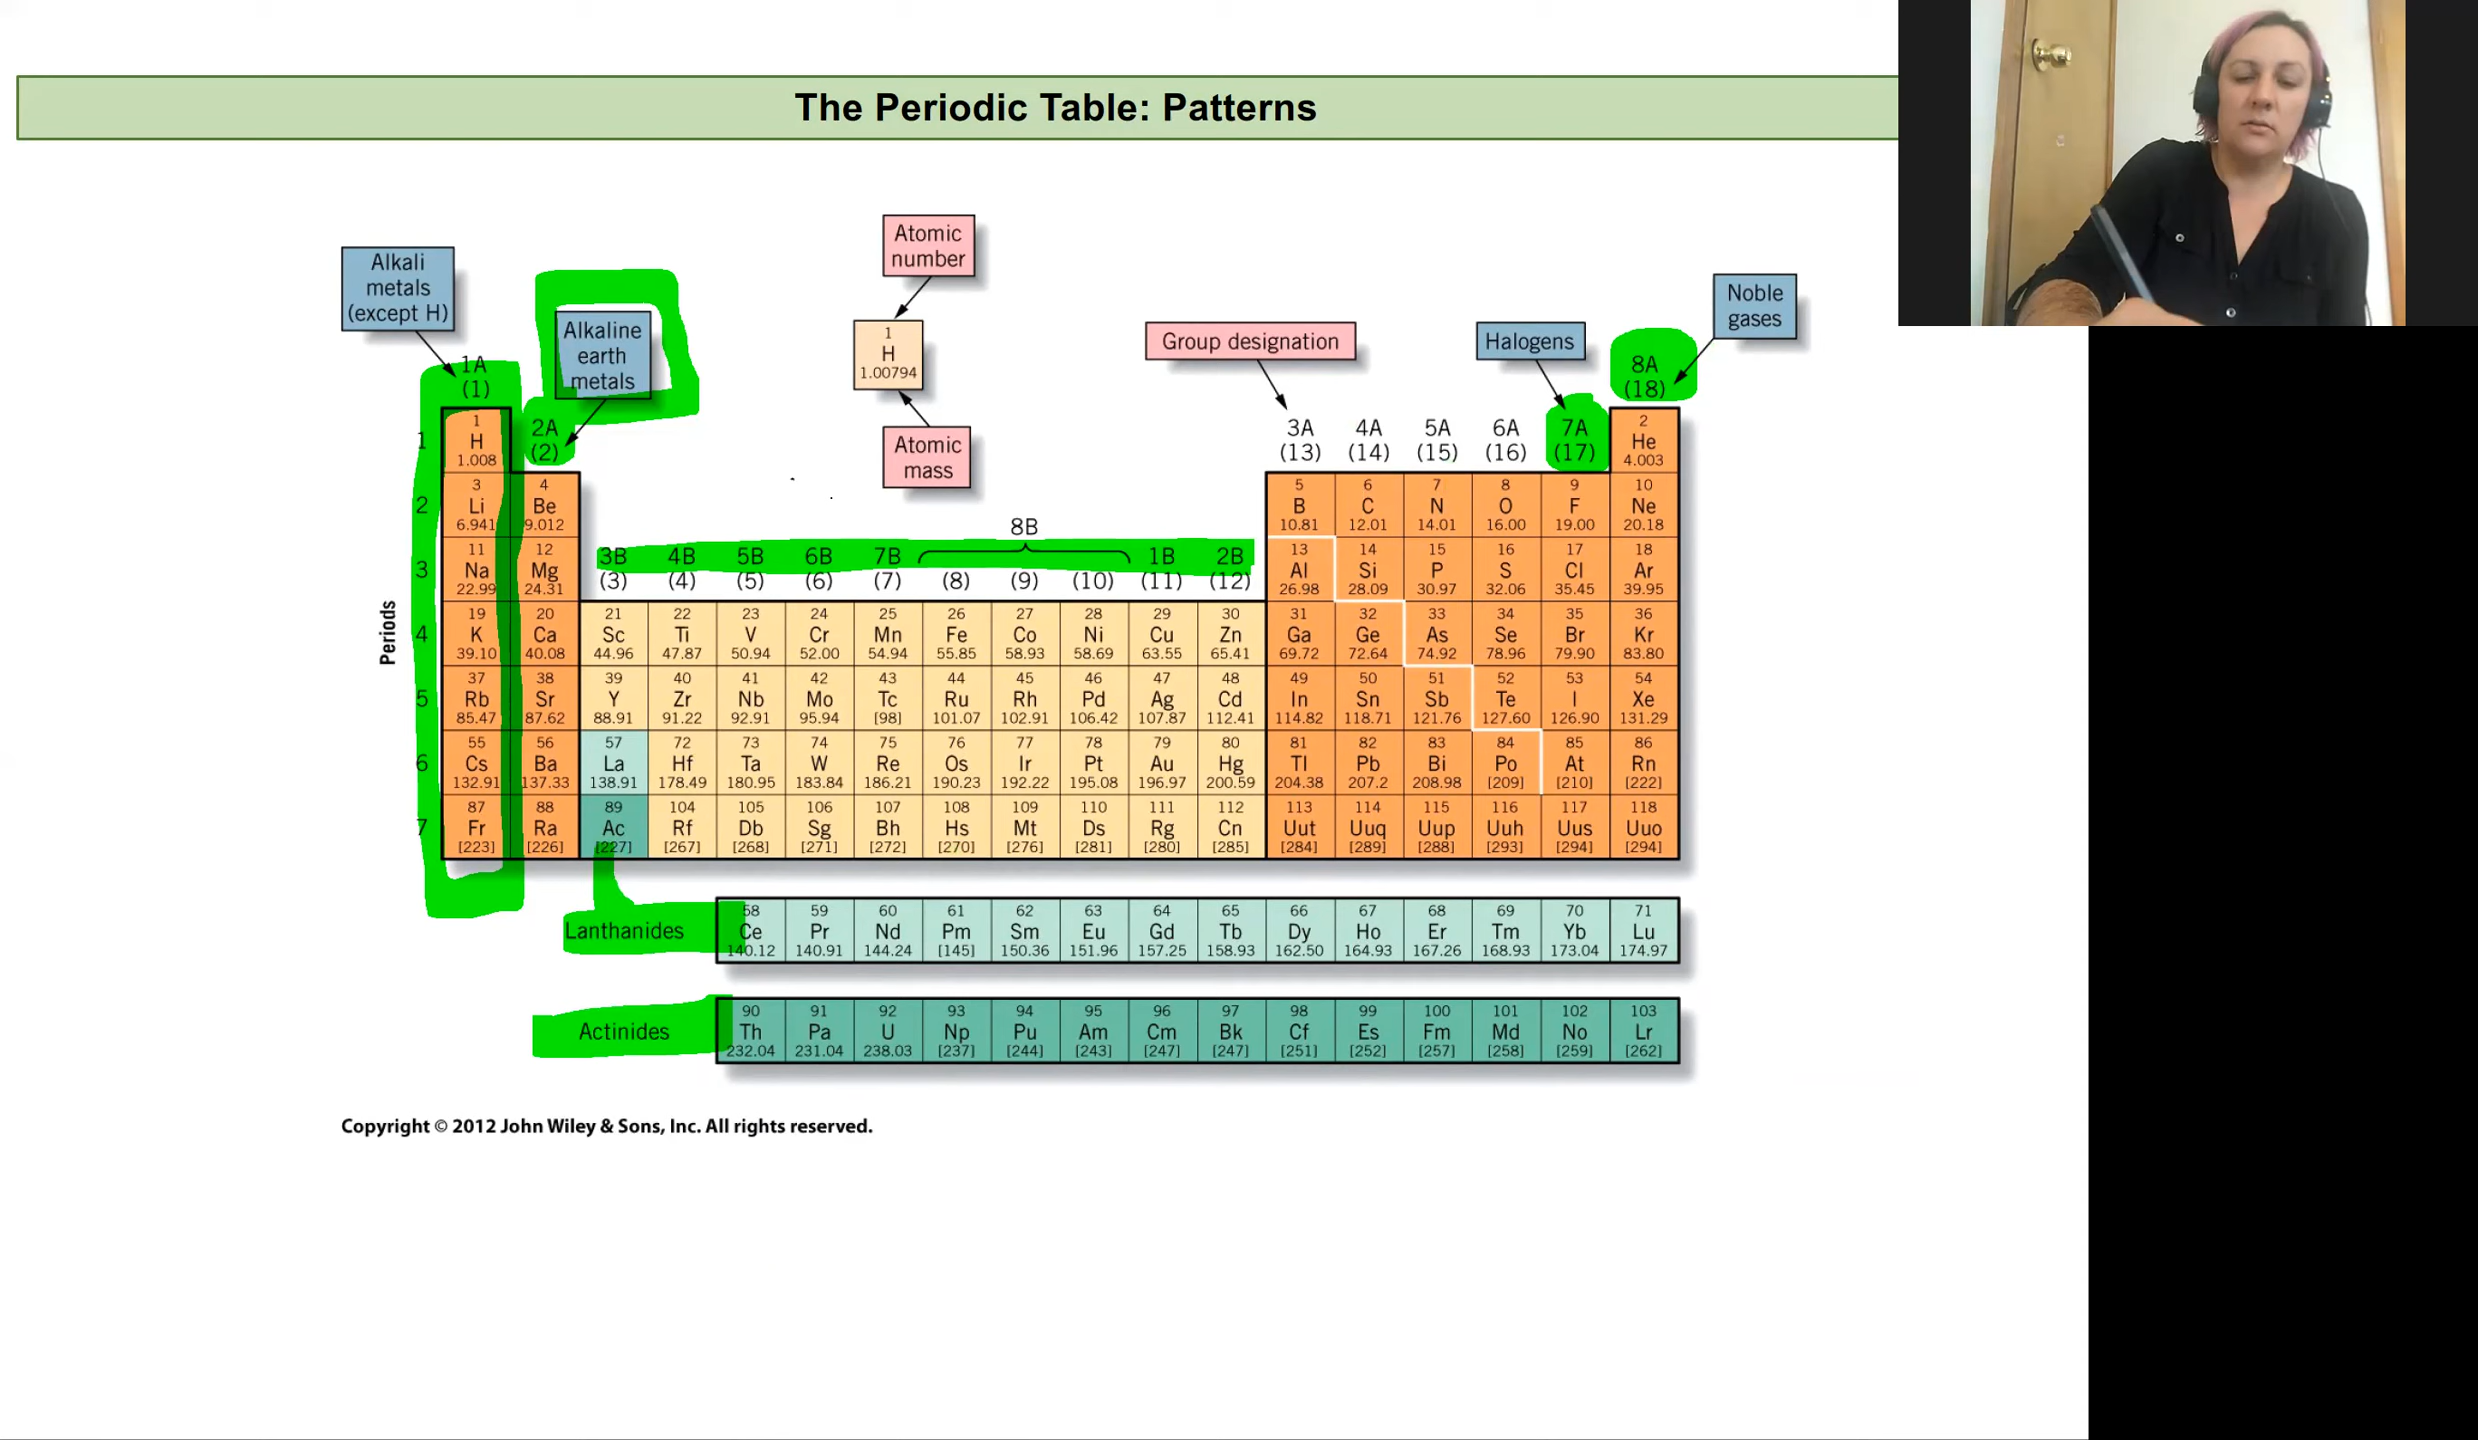 The Periodic Table: Patterns
Alkali
metals
(except H)
Alkaline
earth
metals
Atomic
number
1
H
1.00794
Atomic
mass
Group designation
Halogens
Noble
gases
1A
(1)
2A
(2)
3B 4B 5B 6B 7B 8B 1B 2B
(3) (4) (5) (6) (7) (8) (9) (10) (11) (12)
3A 4A 5A 6A 7A
(13) (14) (15) (16) (17)
8A
(18)
Periods
1
1 2
H He
1.008 4.003
2
3 4 5 6 7 8 9 10
Li Be B C N O F Ne
6.941 9.012 10.81 12.01 14.01 16.00 19.00 20.18
3
11 12 13 14 15 16 17 18
Na Mg Al Si P S Cl Ar
22.99 24.31 26.98 28.09 30.97 32.06 35.45 39.95
4
19 20 21 22 23 24 25 26 27 28 29 30 31 32 33 34 35 36
K Ca Sc Ti V Cr Mn Fe Co Ni Cu Zn Ga Ge As Se Br Kr
39.10 40.08 44.96 47.87 50.94 52.00 54.94 55.85 58.93 58.69 63.55 65.41 69.72 72.64 74.92 78.96 79.90 83.80
5
37 38 39 40 41 42 43 44 45 46 47 48 49 50 51 52 53 54
Rb Sr Y Zr Nb Mo Tc Ru Rh Pd Ag Cd In Sn Sb Te I Xe
85.47 87.62 88.91 91.22 92.91 95.94 [98] 101.07 102.91 106.42 107.87 112.41 114.82 118.71 121.76 127.60 126.90 131.29
6
55 56 57 72 73 74 75 76 77 78 79 80 81 82 83 84 85 86
Cs Ba La Hf Ta W Re Os Ir Pt Au Hg Tl Pb Bi Po At Rn
132.91 137.33 138.91 178.49 180.95 183.84 186.21 190.23 192.22 195.08 196.97 200.59 204.38 207.2 208.98 [209] [210] [222]
7
87 88 89 104 105 106 107 108 109 110 111 112 113 114 115 116 117 118
Fr Ra Ac Rf Db Sg Bh Hs Mt Ds Rg Cn Uut Uuq Uup Uuh Uus Uuo
[223] [226] [227] [267] [268] [271] [272] [270] [276] [281] [280] [285] [284] [289] [288] [293] [294] [294]
Lanthanides
58 59 60 61 62 63 64 65 66 67 68 69 70 71
Ce Pr Nd Pm Sm Eu Gd Tb Dy Ho Er Tm Yb Lu
140.12 140.91 144.24 [145] 150.36 151.96 157.25 158.93 162.50 164.93 167.26 168.93 173.04 174.97
Actinides
90 91 92 93 94 95 96 97 98 99 100 101 102 103
Th Pa U Np Pu Am Cm Bk Cf Es Fm Md No Lr
232.04 231.04 238.03 [237] [244] [243] [247] [247] [251] [252] [257] [258] [259] [262]
Copyright © 2012 John Wiley & Sons, Inc. All rights reserved.